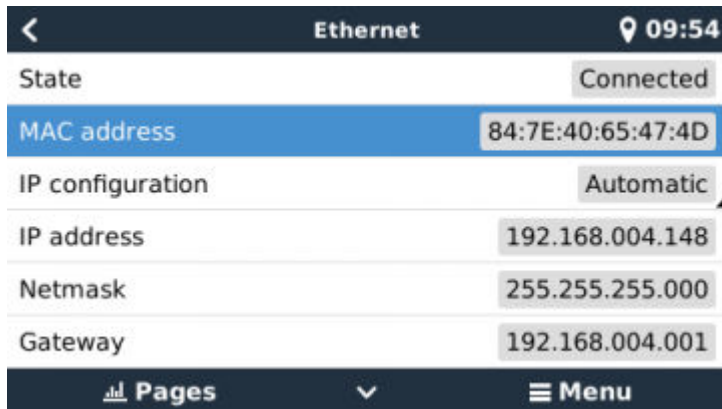 Ethernet 09:54
State Connected
MAC address 84:7E:40:65:47:4D
IP configuration Automatic
IP address 192.168.004.148
Netmask 255.255.255.000
Gateway 192.168.004.001
Pages Menu